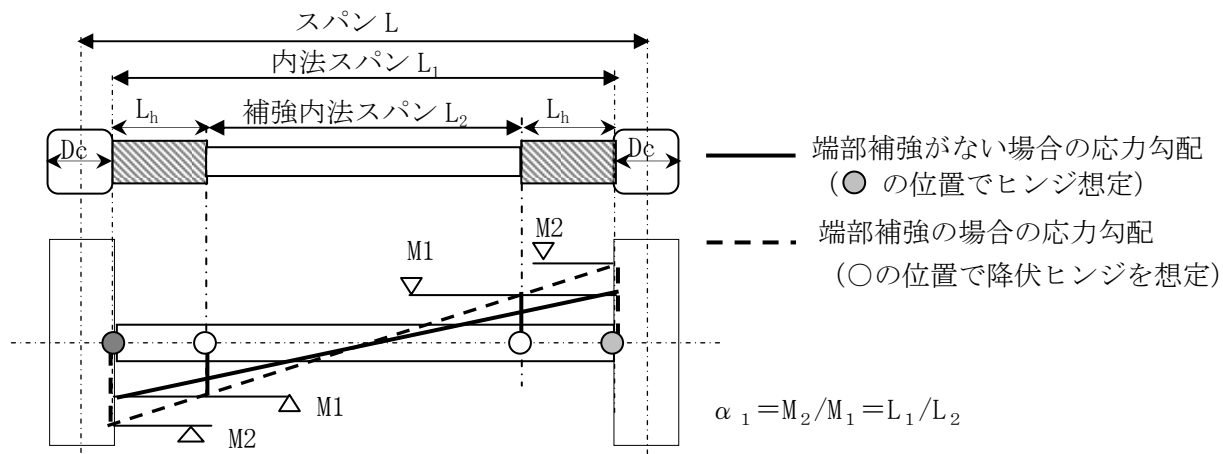 スパン L
内法スパン L₁
Lₕ
補強内法スパン L₂
Lₕ
Dc
Dc
端部補強がない場合の応力勾配
(● の位置でヒンジ想定)
端部補強の場合の応力勾配
(○の位置で降伏ヒンジを想定)
M2
M1
M1
M2
α₁=M₂/M₁=L₁/L₂